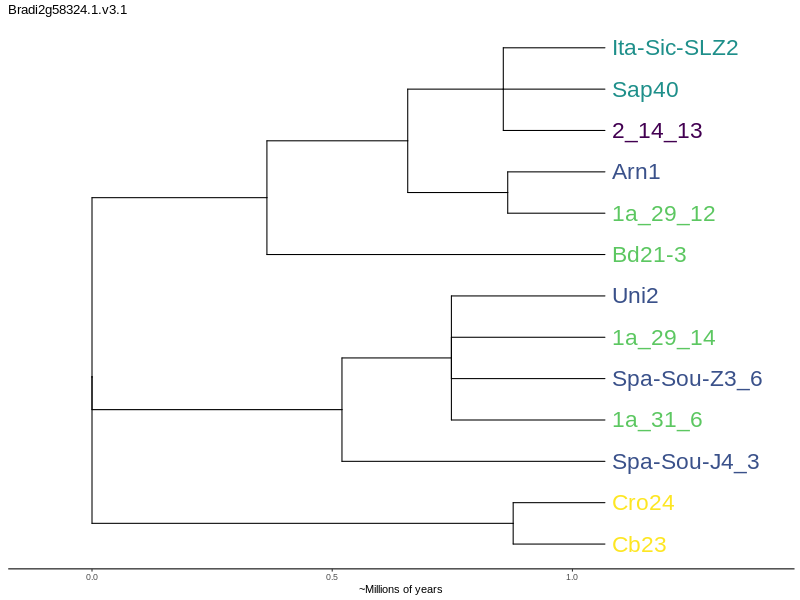 Bradi2g58324.1.v3.1
Ita-Sic-SLZ2
Sap40
2_14_13
Arn1
1a_29_12
Bd21-3
Uni2
1a_29_14
Spa-Sou-Z3_6
1a_31_6
Spa-Sou-J4_3
Cro24
Cb23
0.0 0.5 1.0
~Millions of years